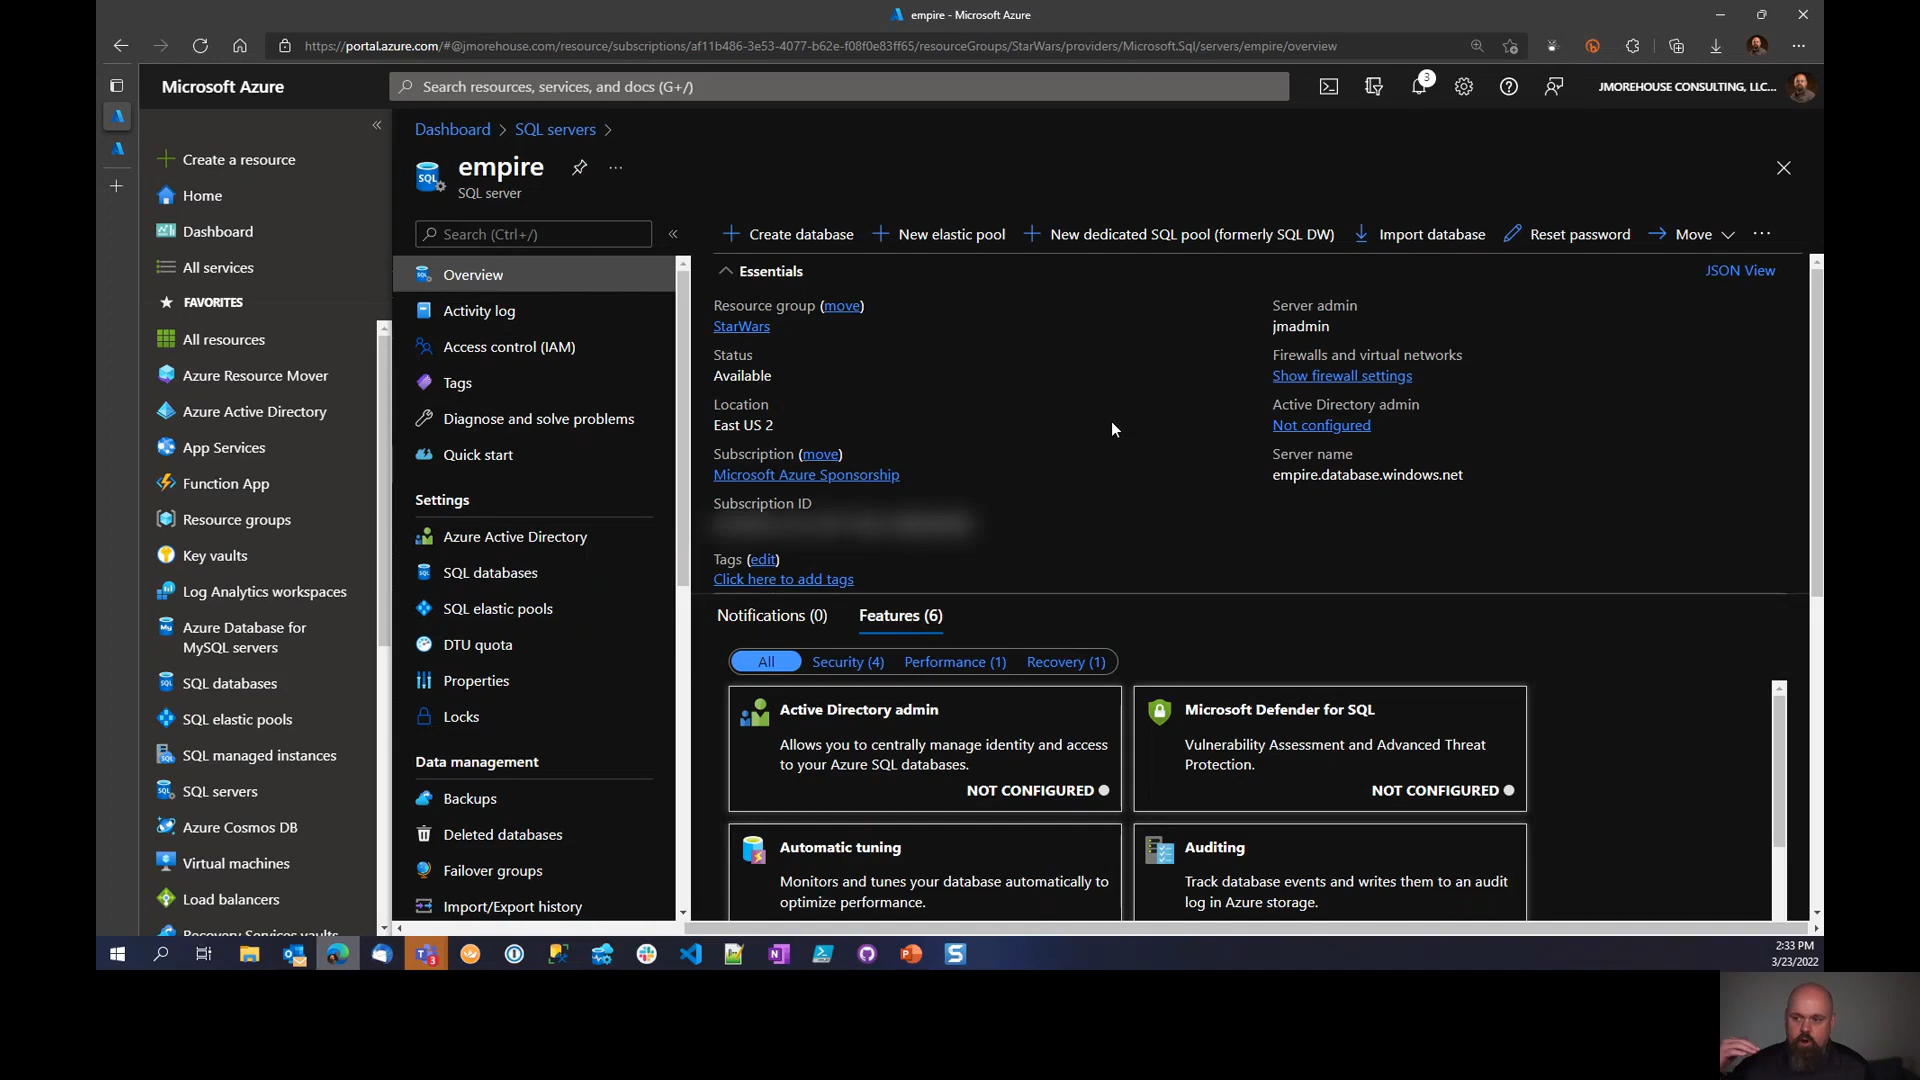 empire - Microsoft Azure
https://portal.azure.com/#@jmorehouse.com/resource/subscriptions/af11b486-3e53-4077-b62e-f08f0e83ff65/resourceGroups/StarWars/providers/Microsoft.Sql/servers/empire/overview
Microsoft Azure
Search resources, services, and docs (G+/)
3
JMOREHOUSE CONSULTING, LLC...
Create a resource
Home
Dashboard
All services
FAVORITES
All resources
Azure Resource Mover
Azure Active Directory
App Services
Function App
Resource groups
Key vaults
Log Analytics workspaces
Azure Database for
MySQL servers
SQL databases
SQL elastic pools
SQL managed instances
SQL servers
Azure Cosmos DB
Virtual machines
Load balancers
Recovery Services vaults
Dashboard > SQL servers >
empire
SQL server
Search (Ctrl+/)
Overview
Activity log
Access control (IAM)
Tags
Diagnose and solve problems
Quick start
Settings
Azure Active Directory
SQL databases
SQL elastic pools
DTU quota
Properties
Locks
Data management
Backups
Deleted databases
Failover groups
Import/Export history
Create database
New elastic pool
New dedicated SQL pool (formerly SQL DW)
Import database
Reset password
Move
Essentials
JSON View
Resource group (move)
StarWars
Status
Available
Location
East US 2
Subscription (move)
Microsoft Azure Sponsorship
Subscription ID
Tags (edit)
Click here to add tags
Server admin
jmadmin
Firewalls and virtual networks
Show firewall settings
Active Directory admin
Not configured
Server name
empire.database.windows.net
Notifications (0)
Features (6)
All
Security (4)
Performance (1)
Recovery (1)
Active Directory admin
Allows you to centrally manage identity and access
to your Azure SQL databases.
NOT CONFIGURED
Microsoft Defender for SQL
Vulnerability Assessment and Advanced Threat
Protection.
NOT CONFIGURED
Automatic tuning
Monitors and tunes your database automatically to
optimize performance.
Auditing
Track database events and writes them to an audit
log in Azure storage.
2:33 PM
3/23/2022